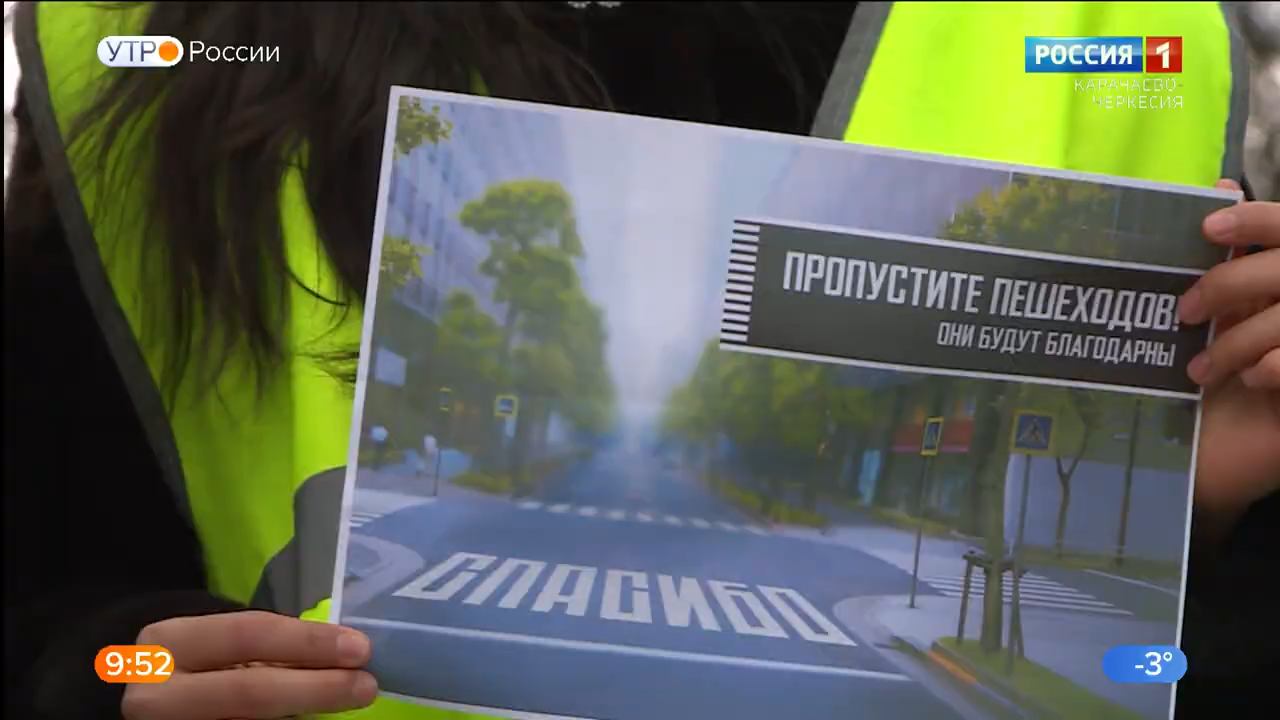 УТРО России
РОССИЯ 1
КАРАЧАЕВО-
ЧЕРКЕСИЯ
ПРОПУСТИТЕ ПЕШЕХОДОВ!
ОНИ БУДУТ БЛАГОДАРНЫ
СПАСИБО
9:52
-3°